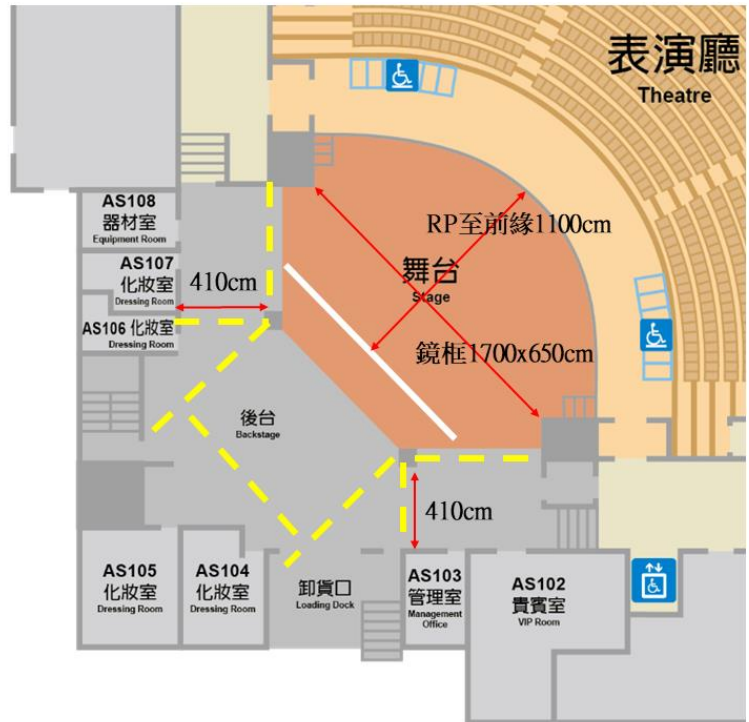 表演廳
Theatre
AS108
器材室
Equipment Room
AS107
化妝室
Dressing Room
AS106 化妝室
Dressing Room
410cm
RP至前緣1100cm
舞台
Stage
鏡框1700x650cm
後台
Backstage
410cm
AS105
化妝室
Dressing Room
AS104
化妝室
Dressing Room
卸貨口
Loading Dock
AS103
管理室
Management
Office
AS102
貴賓室
VIP Room